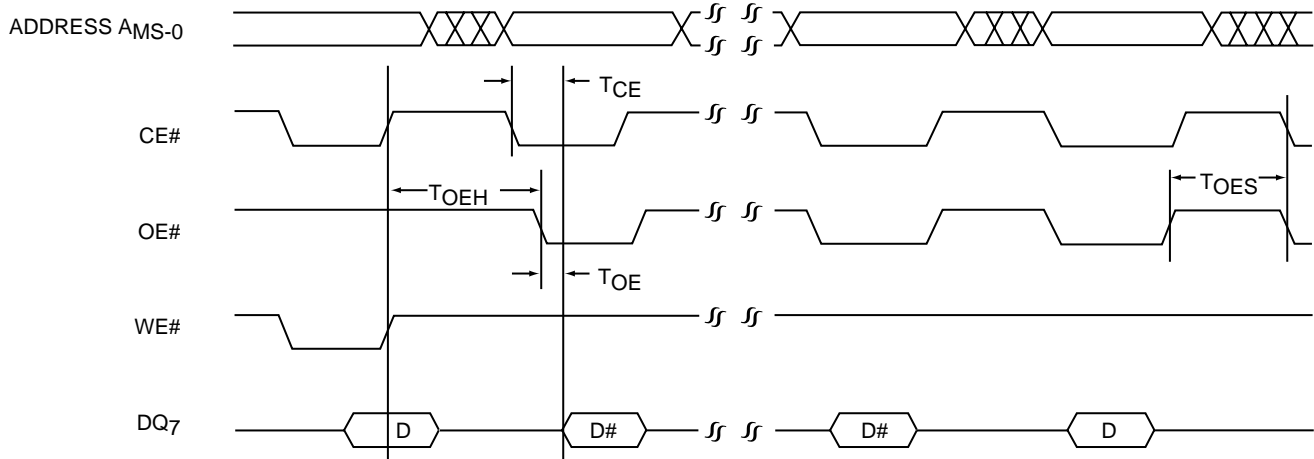 ADDRESS AMS-0
TCE
CE#
TOEH
TOES
OE#
TOE
WE#
DQ7
D
D#
D#
D